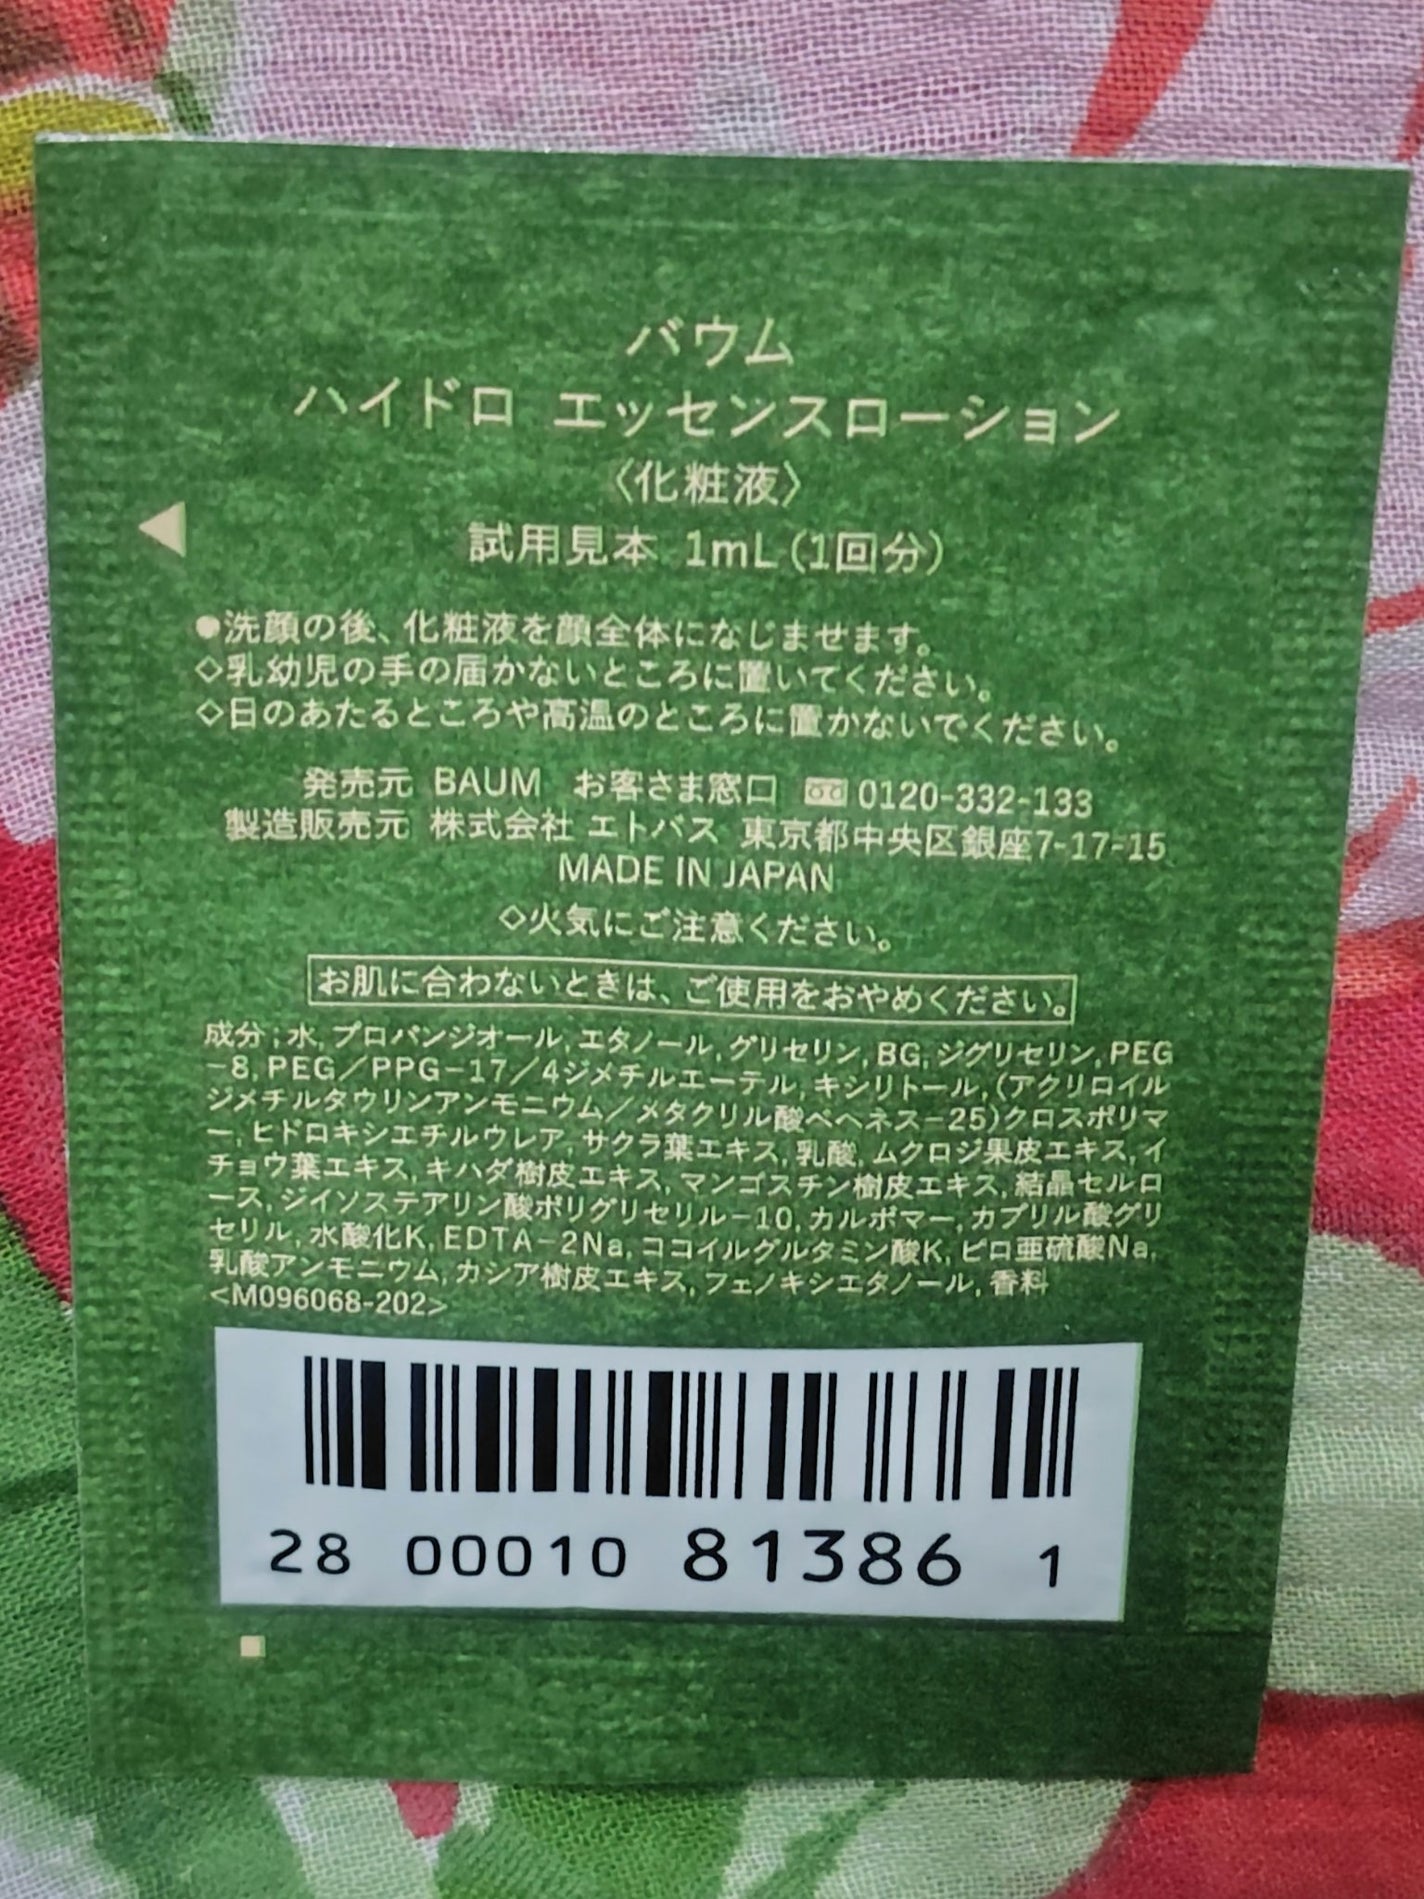 バウム
ハイドロ エッセンスローション
〈化粧液〉
試用見本 1mL(1回分)
●洗顔の後、化粧液を顔全体になじませます。
◇乳幼児の手の届かないところに置いてください。
◇日のあたるところや高温のところに置かないでください。
発売元 BAUM お客さま窓口 0120-332-133
製造販売元 株式会社 エトバス 東京都中央区銀座7-17-15
MADE IN JAPAN
◇火気にご注意ください。
お肌に合わないときは、ご使用をおやめください。
成分;水,プロパンジオール,エタノール,グリセリン,BG,ジグリセリン,PEG
-8,PEG/PPG-17/4ジメチルエーテル,キシリトール,(アクリロイル
ジメチルタウリンアンモニウム/メタクリル酸ベヘネス-25)クロスポリマ
ー,ヒドロキシエチルウレア,サクラ葉エキス,乳酸,ムクロジ果皮エキス,イ
チョウ葉エキス,キハダ樹皮エキス,マンゴスチン樹皮エキス,結晶セルロ
ース,ジイソステアリン酸ポリグリセリル-10,カルボマー,カプリル酸グリ
セリル,水酸化K,EDTA-2Na,ココイルグルタミン酸K,ピロ亜硫酸Na,
乳酸アンモニウム,カシア樹皮エキス,フェノキシエタノール,香料
<M096068-202>
28 00010 81386 1